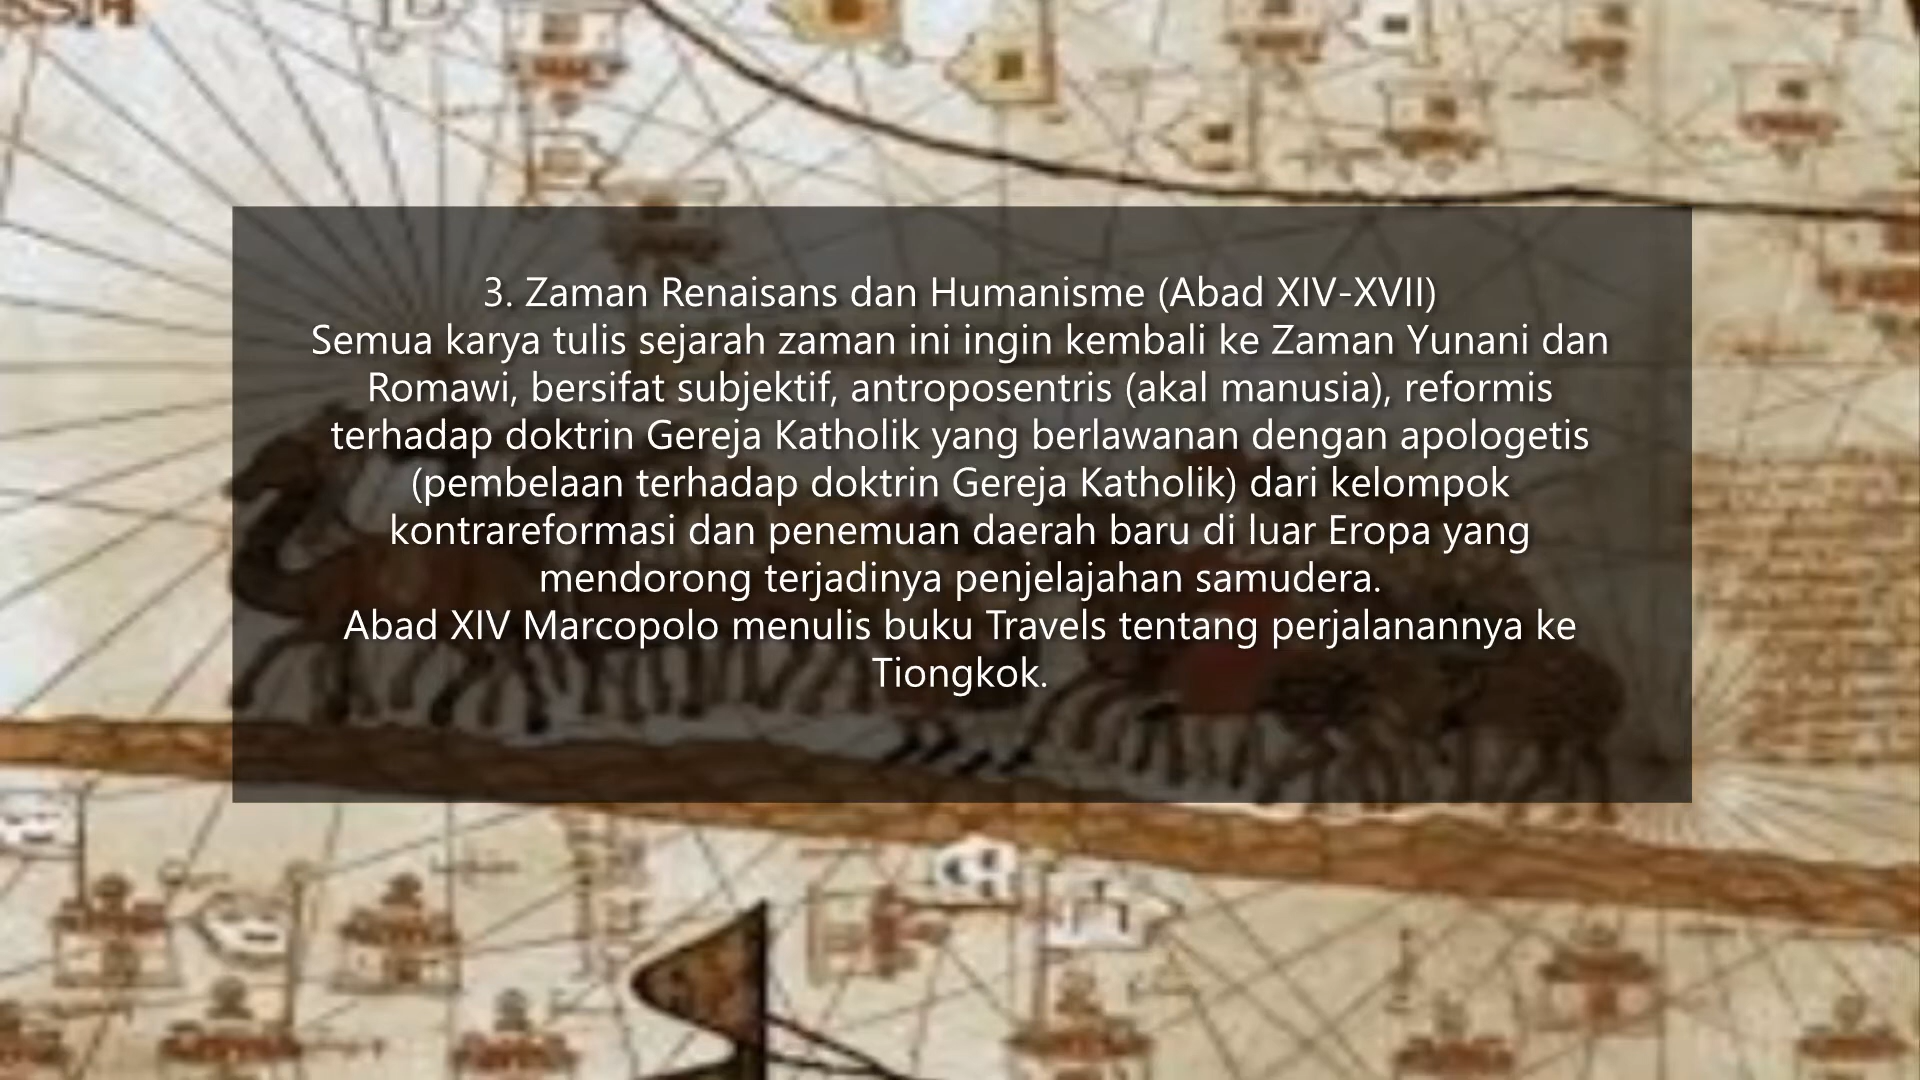 3. Zaman Renaisans dan Humanisme (Abad XIV-XVII)
Semua karya tulis sejarah zaman ini ingin kembali ke Zaman Yunani dan
Romawi, bersifat subjektif, antroposentris (akal manusia), reformis
terhadap doktrin Gereja Katholik yang berlawanan dengan apologetis
(pembelaan terhadap doktrin Gereja Katholik) dari kelompok
kontrareformasi dan penemuan daerah baru di luar Eropa yang
mendorong terjadinya penjelajahan samudera.
Abad XIV Marcopolo menulis buku Travels tentang perjalanannya ke
Tiongkok.